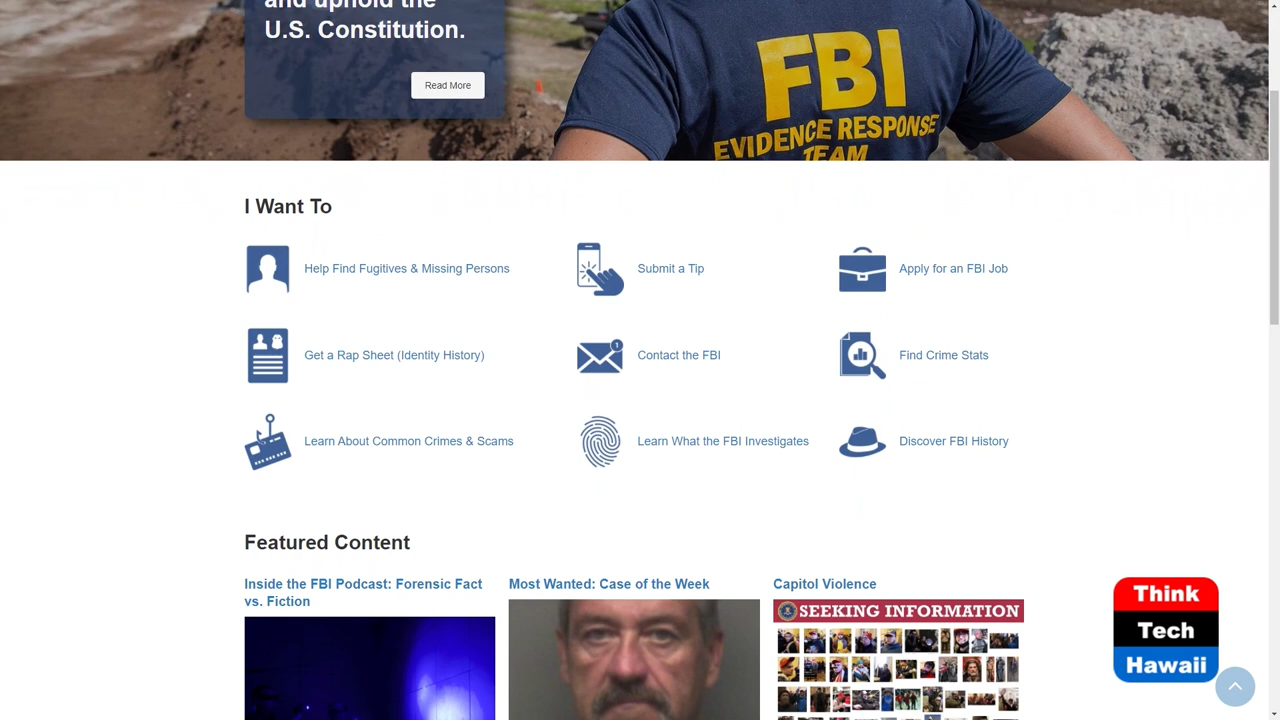 and uphold the
U.S. Constitution.
Read More
FBI
EVIDENCE RESPONSE
TEAM
I Want To
Help Find Fugitives & Missing Persons
Submit a Tip
Apply for an FBI Job
Get a Rap Sheet (Identity History)
1
Contact the FBI
Find Crime Stats
Learn About Common Crimes & Scams
Learn What the FBI Investigates
Discover FBI History
Featured Content
Inside the FBI Podcast: Forensic Fact
vs. Fiction
Most Wanted: Case of the Week
Capitol Violence
SEEKING INFORMATION
Think
Tech
Hawaii